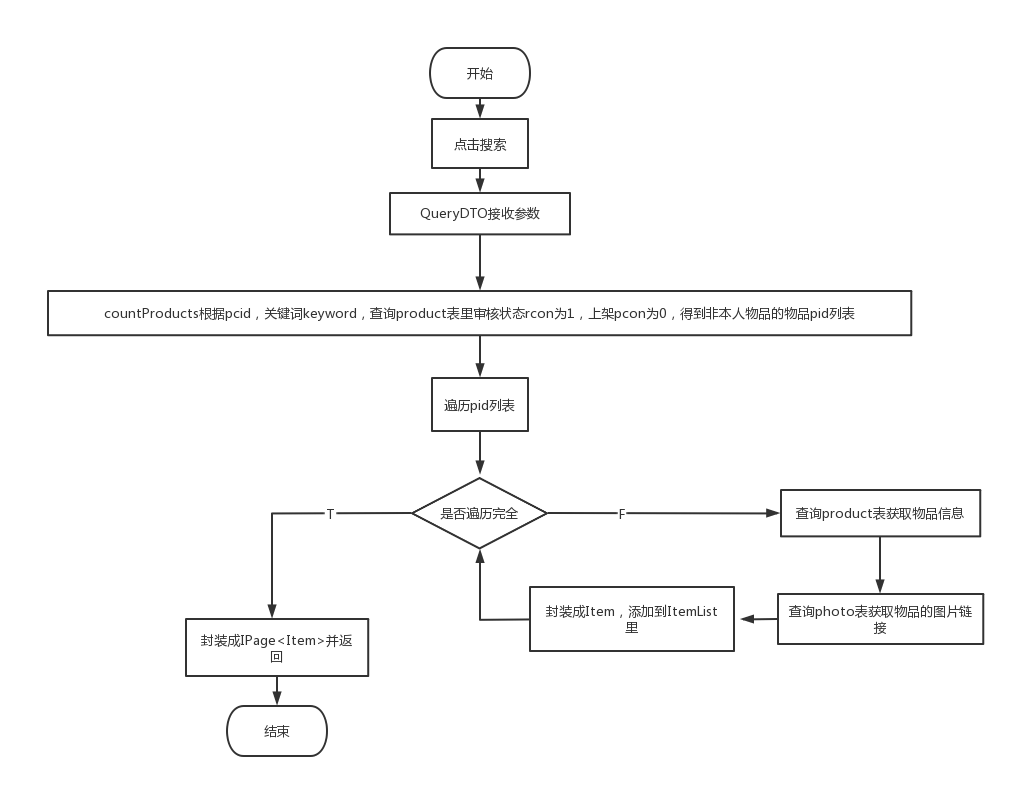 开始
点击搜索
QueryDTO接收参数
countProducts根据pcid，关键词keyword，查询product表里审核状态rcon为1，上架pcon为0，得到非本人物品的物品pid列表
遍历pid列表
是否遍历完全
T
F
查询product表获取物品信息
查询photo表获取物品的图片链
接
封装成Item，添加到ItemList
里
封装成IPage<Item>并返
回
结束